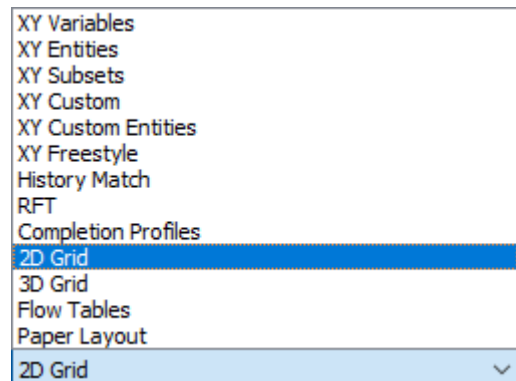 XY Variables
XY Entities
XY Subsets
XY Custom
XY Custom Entities
XY Freestyle
History Match
RFT
Completion Profiles
2D Grid
3D Grid
Flow Tables
Paper Layout
2D Grid